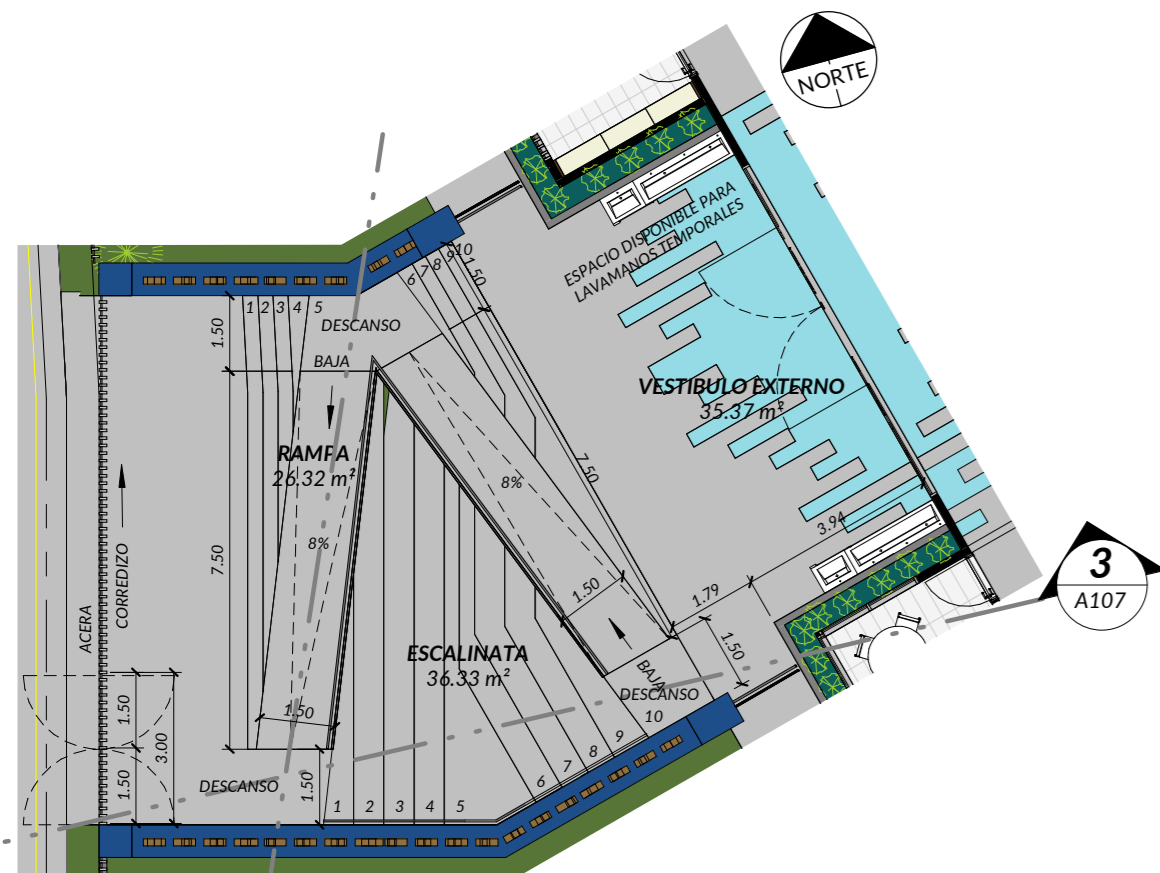 NORTE
ESPACIO DISPONIBLE PARA
LAVAMANOS TEMPORALES
10
9
8
7
6
1.50
1
2
3
4
5
DESCANSO
1.50
BAJA
VESTIBULO EXTERNO
35.37 m²
RAMPA
26.32 m²
7.50
8%
3.94
8%
7.50
CORREDIZO
ACERA
1.50
1.79
3
A107
1.50
ESCALINATA
36.33 m²
BAJA
DESCANSO
10
9
8
7
6
1.50
1.50
3.00
1.50
DESCANSO
1.50
1
2
3
4
5